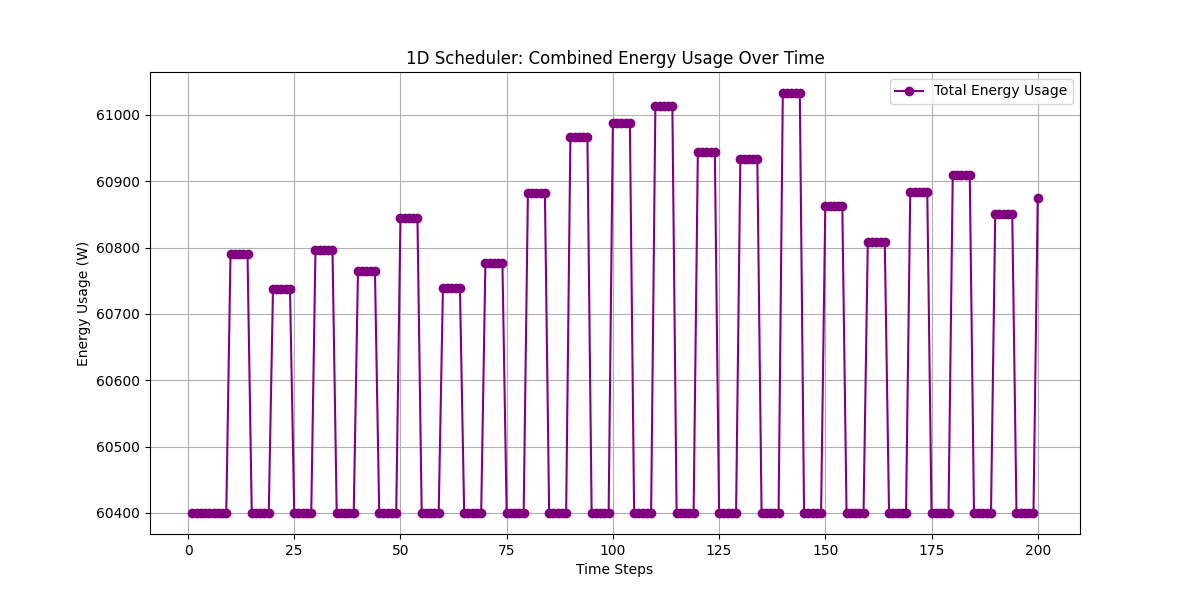 1D Scheduler: Combined Energy Usage Over Time
Total Energy Usage
Energy Usage (W)
61000
60900
60800
60700
60600
60500
60400
0 25 50 75 100 125 150 175 200
Time Steps